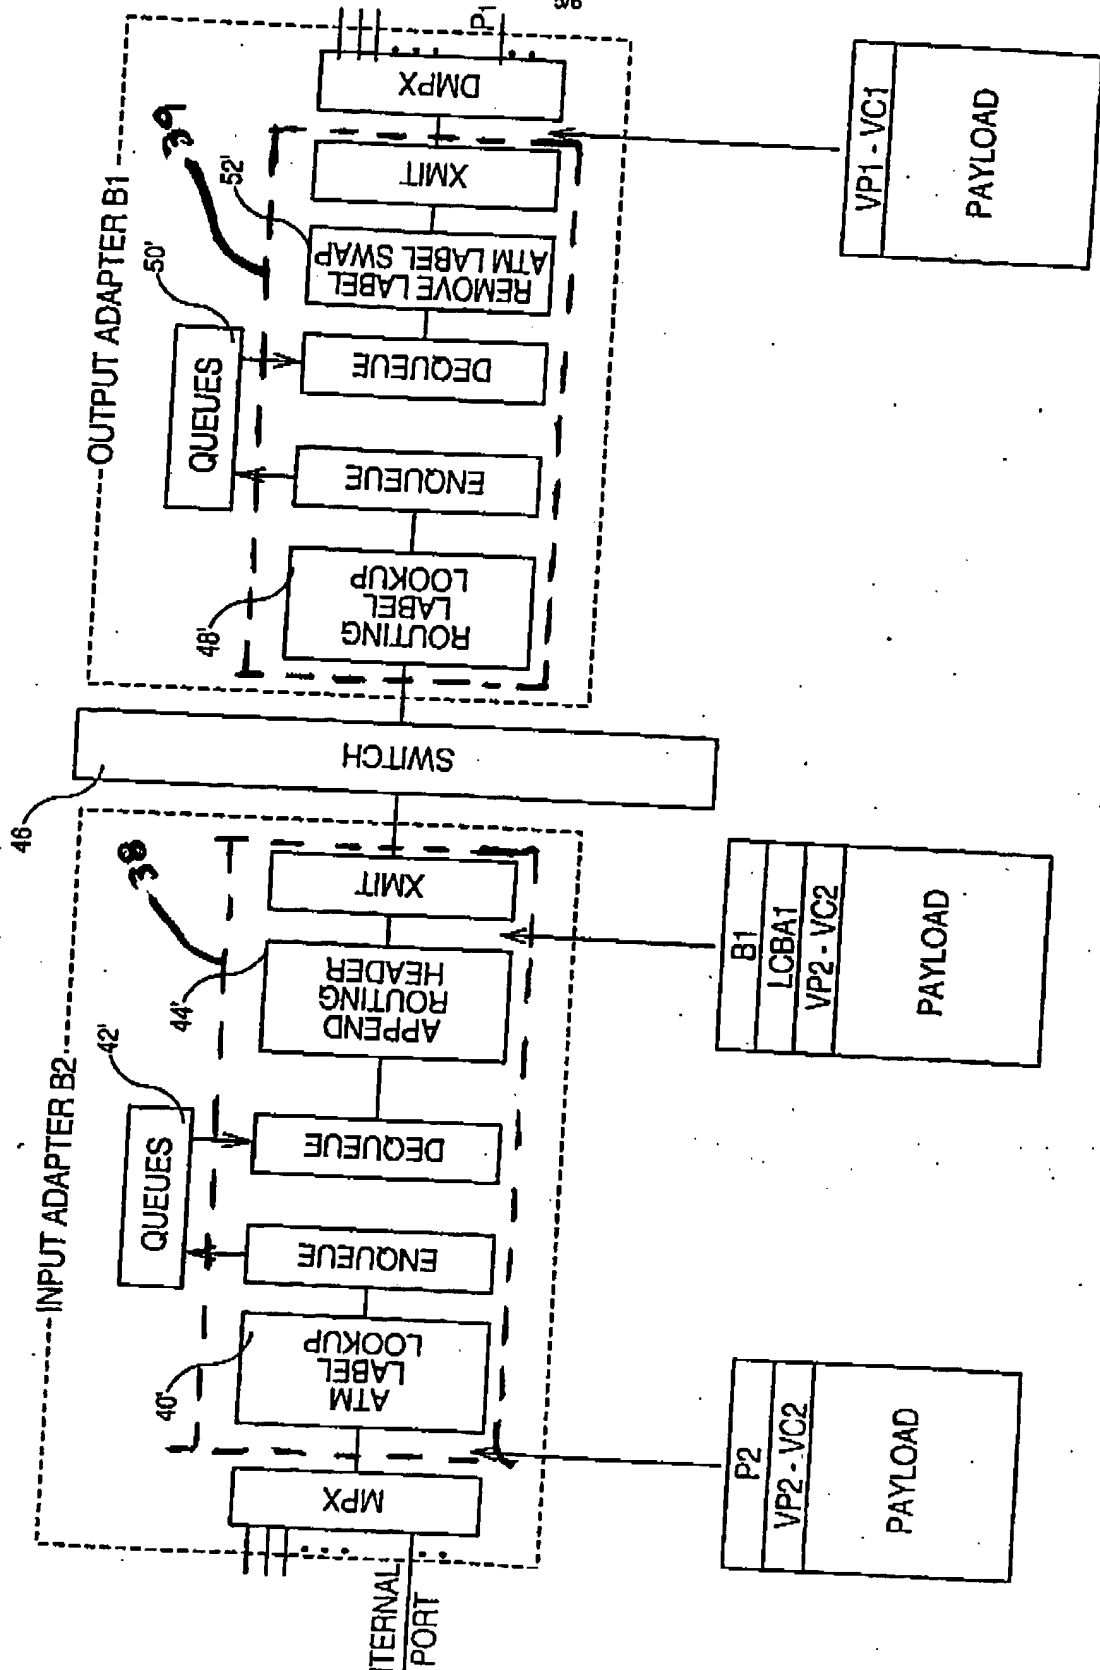 5/6
OUTPUT ADAPTER B1
39
50'
QUEUES
52'
48'
ROUTING
LABEL
LOOKUP
ENQUEUE
DEQUEUE
REMOVE LABEL
ATM LABEL SWAP
XMIT
DMPX
P1
VP1 - VC1
PAYLOAD
46
SWITCH
INPUT ADAPTER B2
38
42'
QUEUES
44'
40'
MPX
ATM
LABEL
LOOKUP
ENQUEUE
DEQUEUE
APPEND
ROUTING
HEADER
XMIT
B1
LCBA1
VP2 - VC2
PAYLOAD
PORT
P2
VP2 - VC2
PAYLOAD